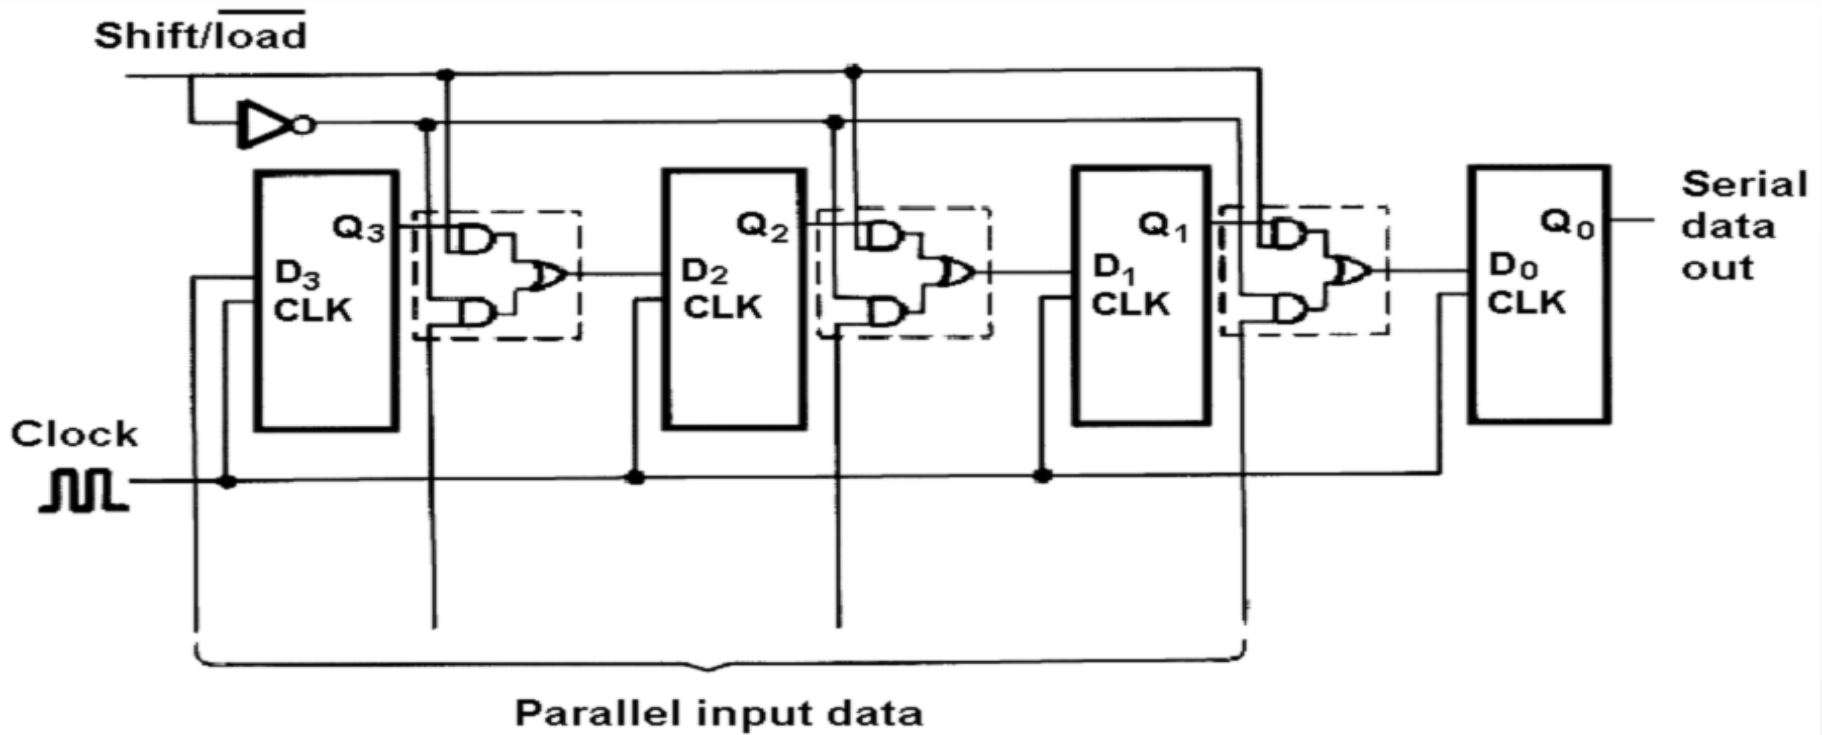 Shift/load
Q3
D3
CLK
Q2
D2
CLK
Q1
D1
CLK
Q0
D0
CLK
Serial
data
out
Clock
Parallel input data